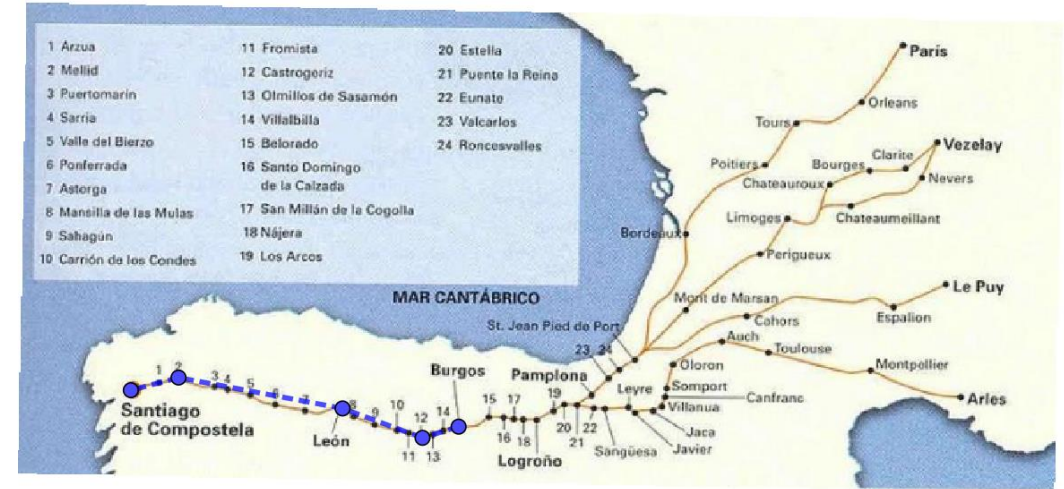 1 Arzua
2 Mellid
3 Puertomarín
4 Sarria
5 Valle del Bierzo
6 Ponferrada
7 Astorga
8 Mansilla de las Mulas
9 Sahagún
10 Carrión de los Condes
11 Fromista
12 Castrogeriz
13 Olmillos de Sasamón
14 Villalbilla
15 Belorado
16 Santo Domingo
de la Calzada
17 San Millán de la Cogolla
18 Nájera
19 Los Arcos
20 Estella
21 Puente la Reina
22 Eunate
23 Valcarlos
24 Roncesvalles
París
Orleans
Tours
Poitiers
Bourges
Clarite
Vezelay
Chateauroux
Nevers
Limoges
Chateaumeillant
Bordeaux
Perigueux
MAR CANTÁBRICO
Mont de Marsan
Le Puy
Espalion
St. Jean Pied de Port
Cahors
Auch
Toulouse
23 24
Oloron
Montpellier
Burgos
Pamplona
Leyre
Somport
Canfranc
Arles
Villanua
1 2 3 4 5 6 7 8 9 10 12 14 15 17 19
Santiago
de Compostela
León
11 13 16 18 20 21 22
Logroño
Sangüesa
Javier
Jaca